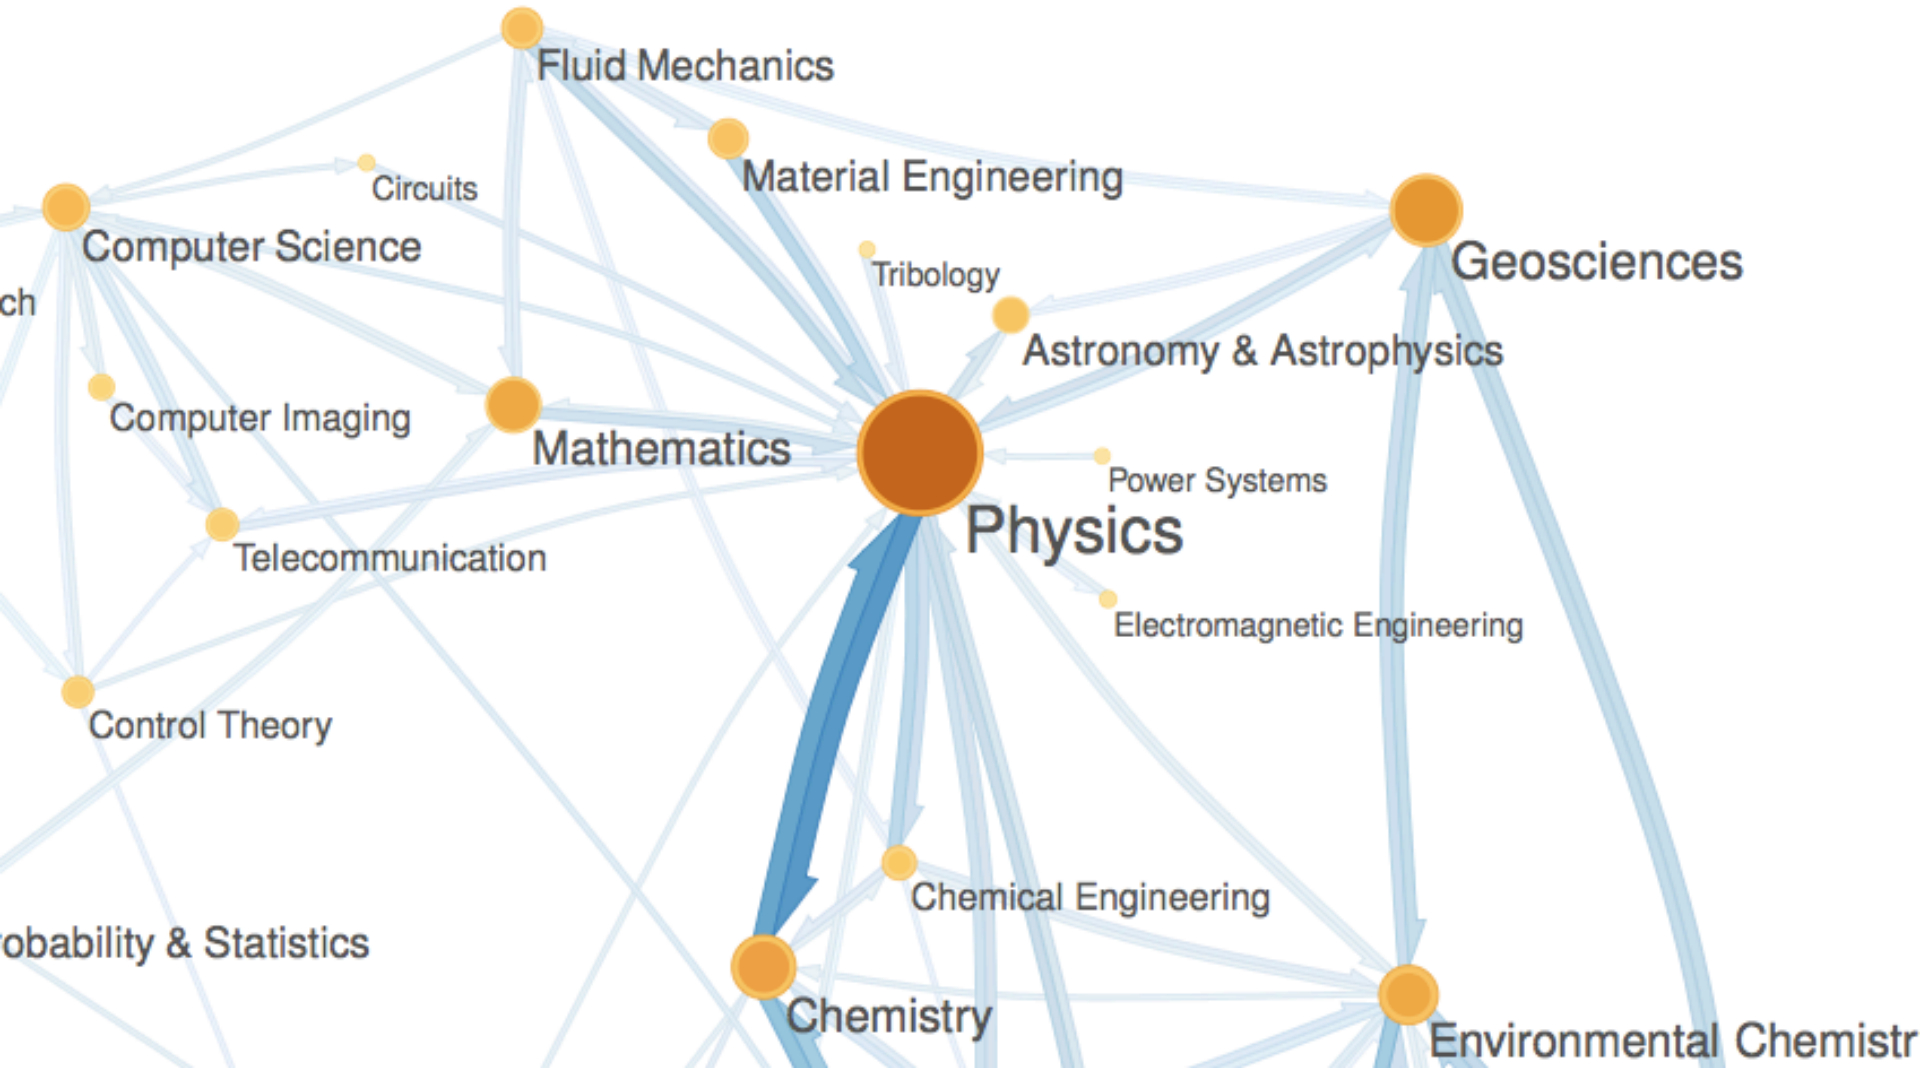 Fluid Mechanics
Material Engineering
Circuits
Computer Science
Tribology
Geosciences
ch
Astronomy & Astrophysics
Computer Imaging
Mathematics
Power Systems
Physics
Telecommunication
Electromagnetic Engineering
Control Theory
Chemical Engineering
robability & Statistics
Chemistry
Environmental Chemistr